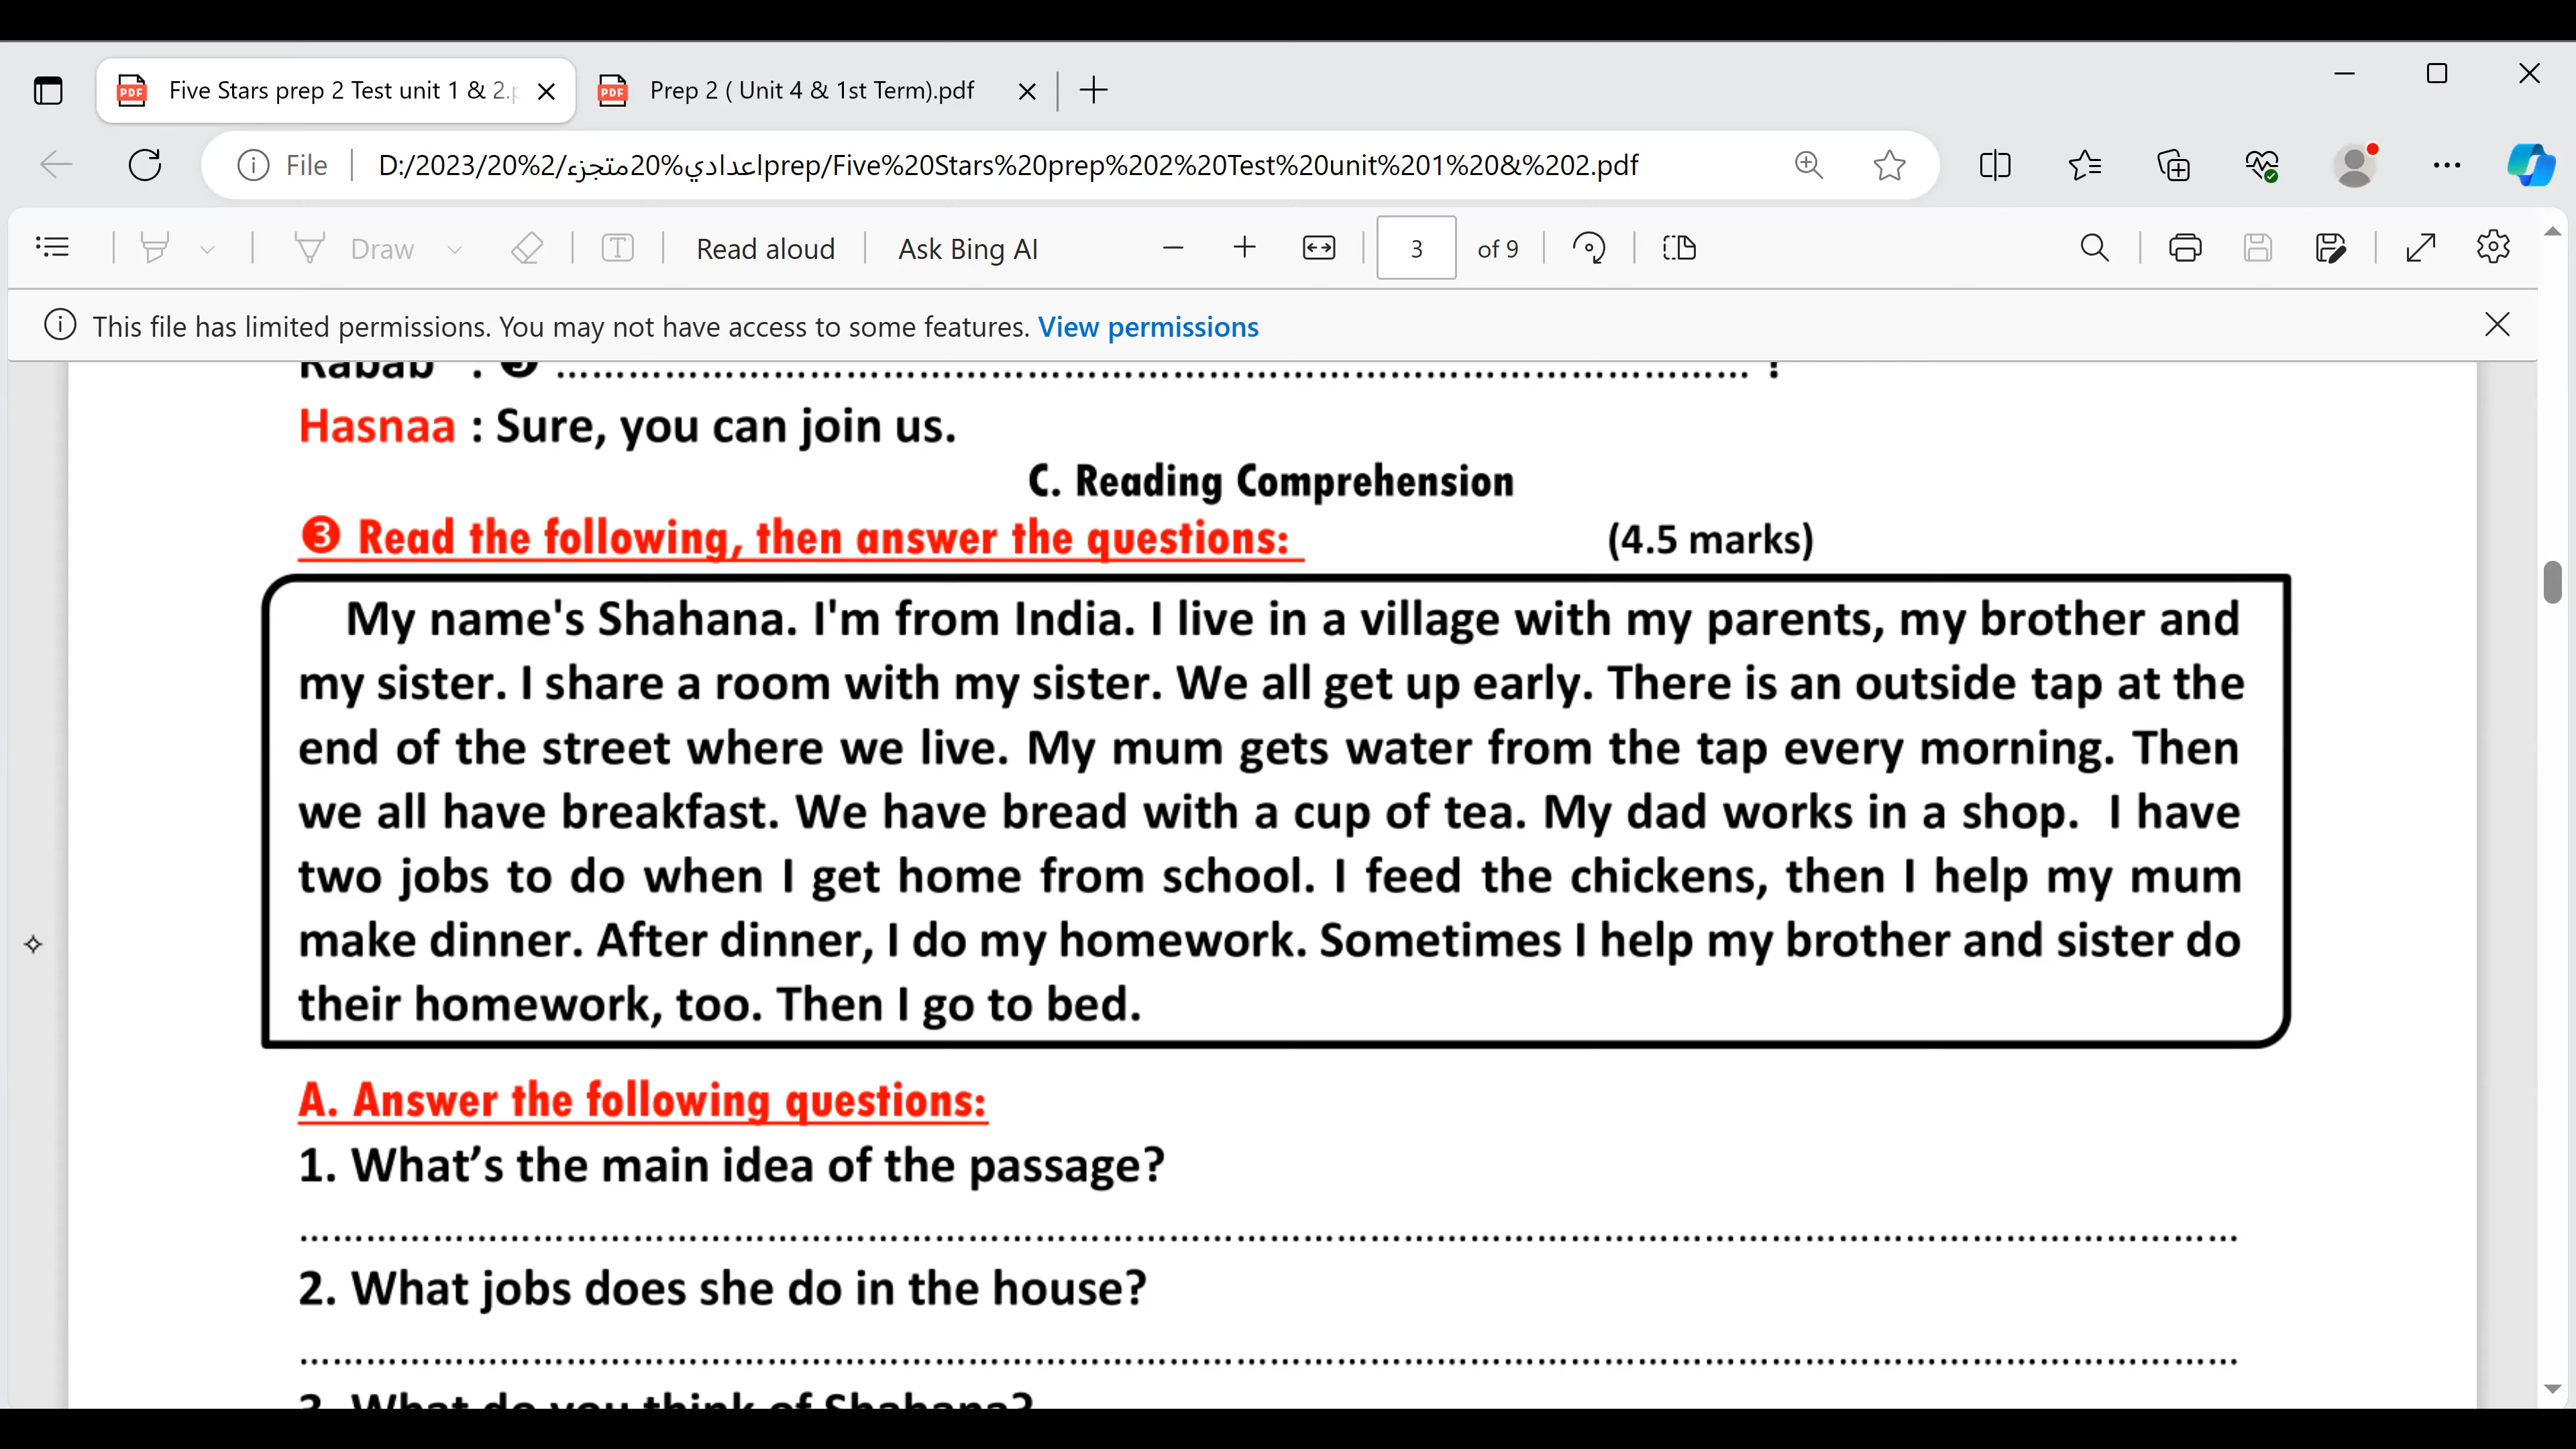 Five Stars prep 2 Test unit 1 & 2.p
Prep 2 ( Unit 4 & 1st Term).pdf
File
D:/2023/20%2/اعدادي%20متجزء/prep/Five%20Stars%20prep%202%20Test%20unit%201%20&%202.pdf
Draw
Read aloud
Ask Bing AI
3 of 9
This file has limited permissions. You may not have access to some features. View permissions
Rabab : ❺ .......................................................... ?
Hasnaa : Sure, you can join us.
C. Reading Comprehension
❸ Read the following, then answer the questions: (4.5 marks)
My name's Shahana. I'm from India. I live in a village with my parents, my brother and
my sister. I share a room with my sister. We all get up early. There is an outside tap at the
end of the street where we live. My mum gets water from the tap every morning. Then
we all have breakfast. We have bread with a cup of tea. My dad works in a shop. I have
two jobs to do when I get home from school. I feed the chickens, then I help my mum
make dinner. After dinner, I do my homework. Sometimes I help my brother and sister do
their homework, too. Then I go to bed.
A. Answer the following questions:
1. What’s the main idea of the passage?
..........................................................
2. What jobs does she do in the house?
..........................................................
3. What do you think of Shahana?